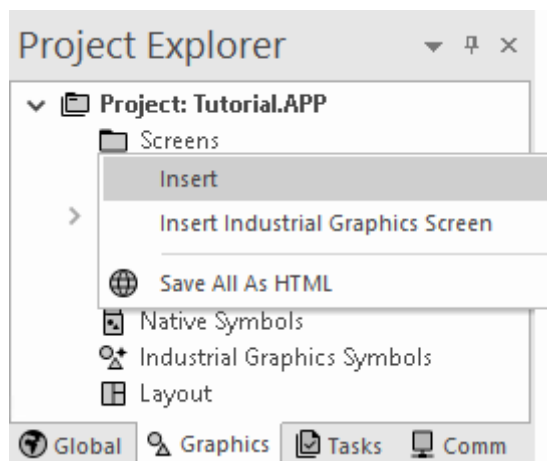 Project Explorer
Project: Tutorial.APP
Screens
Insert
Insert Industrial Graphics Screen
Save All As HTML
Native Symbols
Industrial Graphics Symbols
Layout
Global Graphics Tasks Comm